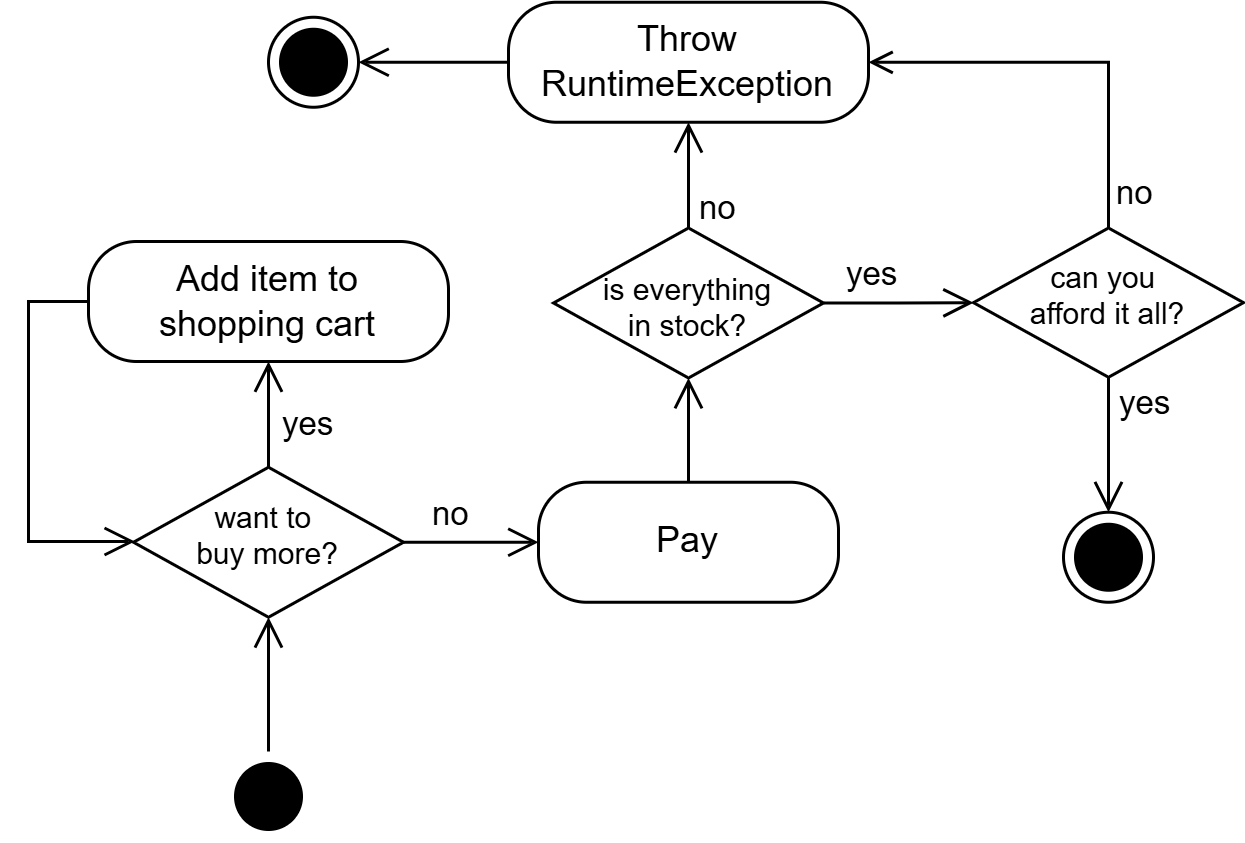 Throw
RuntimeException
no
no
Add item to
shopping cart
is everything
in stock?
yes
can you
afford it all?
yes
yes
want to
buy more?
no
Pay